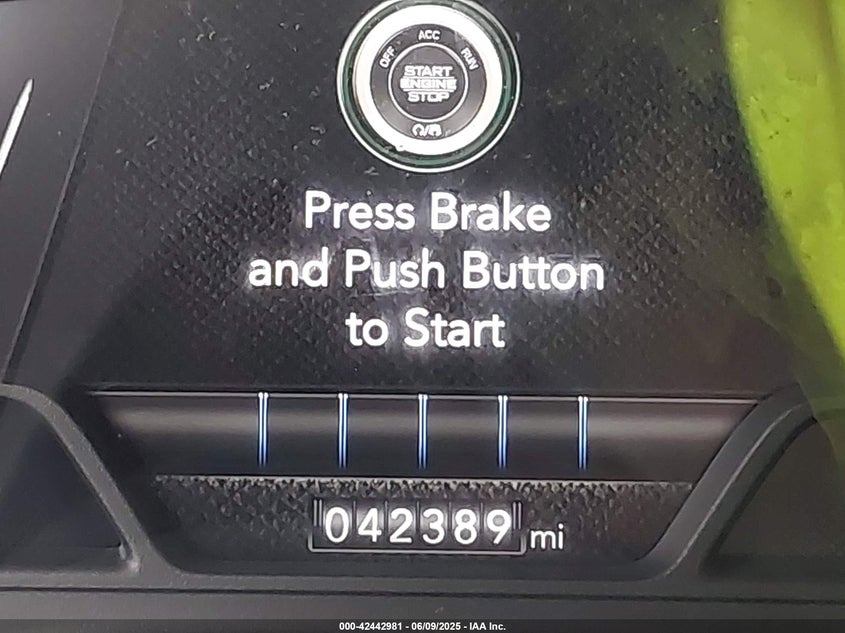 OFF ACC RUN
START
ENGINE
STOP
Press Brake
and Push Button
to Start
042389 mi
000-42442981 - 06/09/2025 - IAA Inc.